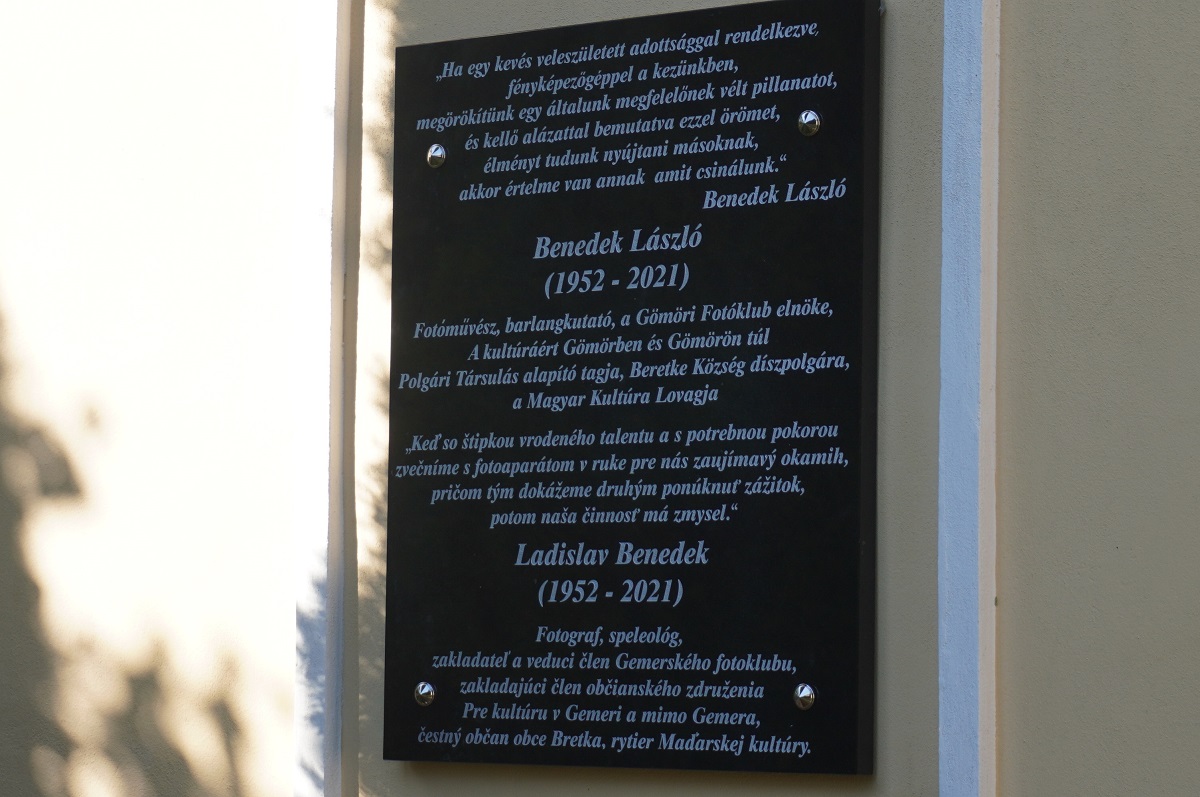 „Ha egy kevés veleszületett adottsággal rendelkezve,
fényképezőgéppel a kezünkben,
megörökítünk egy általunk megfelelőnek vélt pillanatot,
és kellő alázattal bemutatva ezzel örömet,
élményt tudunk nyújtani másoknak,
akkor értelme van annak amit csinálunk.“
Benedek László
Benedek László
(1952 - 2021)
Fotóművész, barlangkutató, a Gömöri Fotóklub elnöke,
A kultúráért Gömörben és Gömörön túl
Polgári Társulás alapító tagja, Beretke Község díszpolgára,
a Magyar Kultúra Lovagja
„Keď so štipkou vrodeného talentu a s potrebnou pokorou
zvečníme s fotoaparátom v ruke pre nás zaujímavý okamih,
pričom tým dokážeme druhým ponúknuť zážitok,
potom naša činnosť má zmysel.“
Ladislav Benedek
(1952 - 2021)
Fotograf, speleológ,
zakladateľ a veduci člen Gemerského fotoklubu,
zakladajúci člen občianského združenia
Pre kultúru v Gemeri a mimo Gemera,
čestný občan obce Bretka, rytier Maďarskej kultúry.